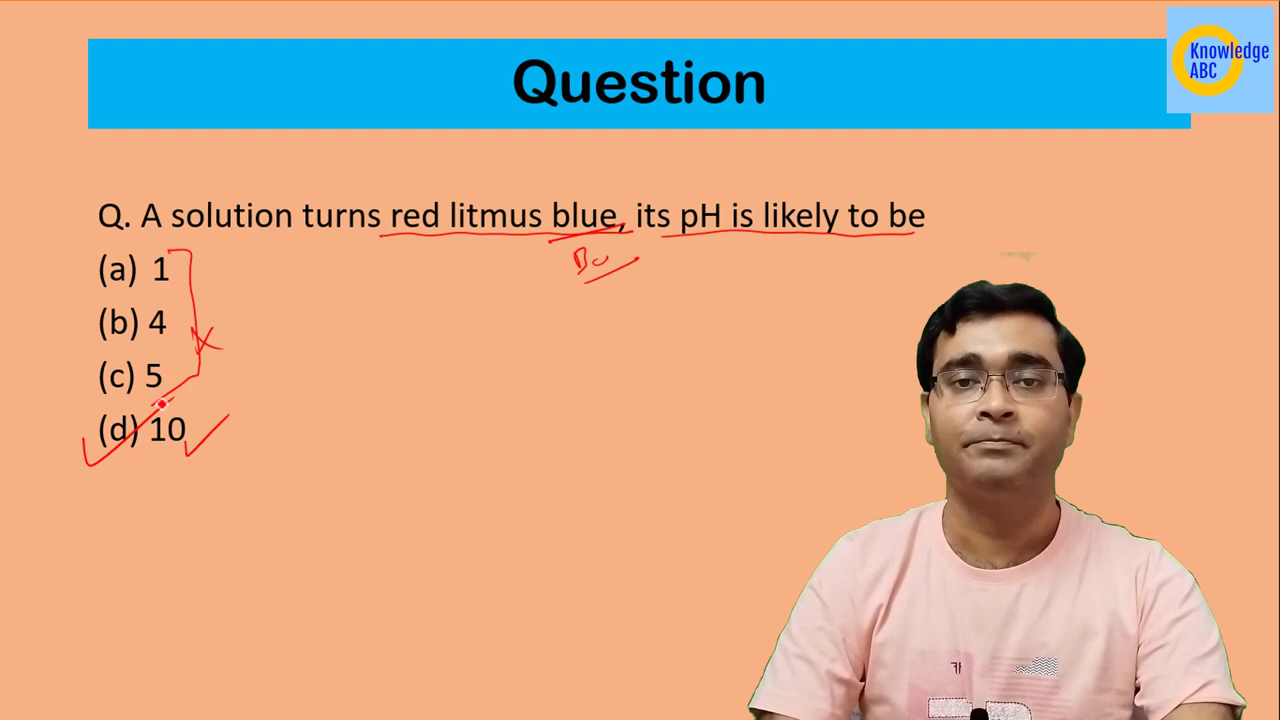 Question
Knowledge
ABC
Q. A solution turns red litmus blue, its pH is likely to be
(a) 1
(b) 4
(c) 5
(d) 10